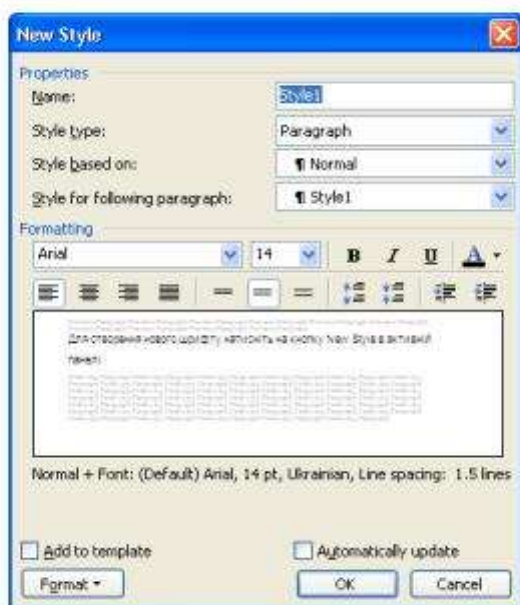 New Style
Properties
Name: Style1
Style type: Paragraph
Style based on: ¶ Normal
Style for following paragraph: ¶ Style1
Formatting
Arial 14 B I U A
Для створення нового шрифту натисніть на кнопку New Style в активній
панелі
Normal + Font: (Default) Arial, 14 pt, Ukrainian, Line spacing: 1.5 lines
Add to template Automatically update
Format OK Cancel